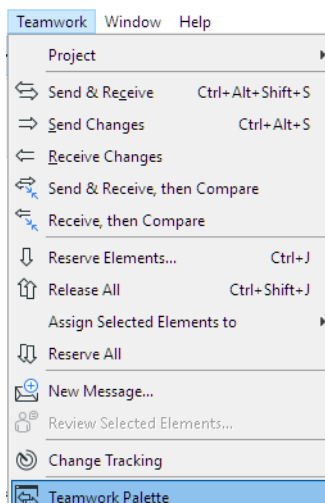 Teamwork Window Help
Project
Send & Receive Ctrl+Alt+Shift+S
Send Changes Ctrl+Alt+S
Receive Changes
Send & Receive, then Compare
Receive, then Compare
Reserve Elements... Ctrl+J
Release All Ctrl+Shift+J
Assign Selected Elements to
Reserve All
New Message...
Review Selected Elements...
Change Tracking
Teamwork Palette